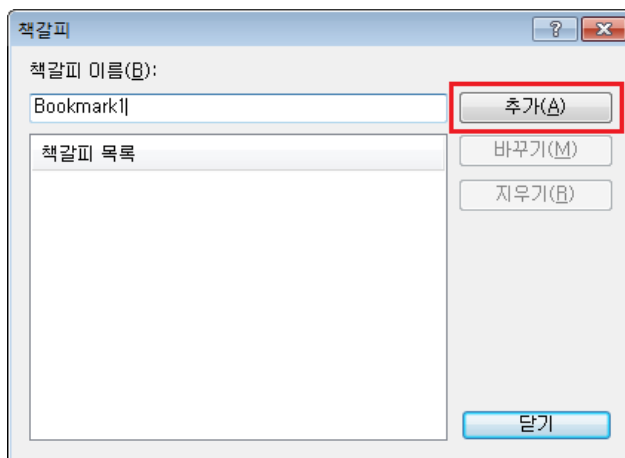 책갈피
책갈피 이름(B):
Bookmark1
추가(A)
책갈피 목록
바꾸기(M)
지우기(R)
닫기